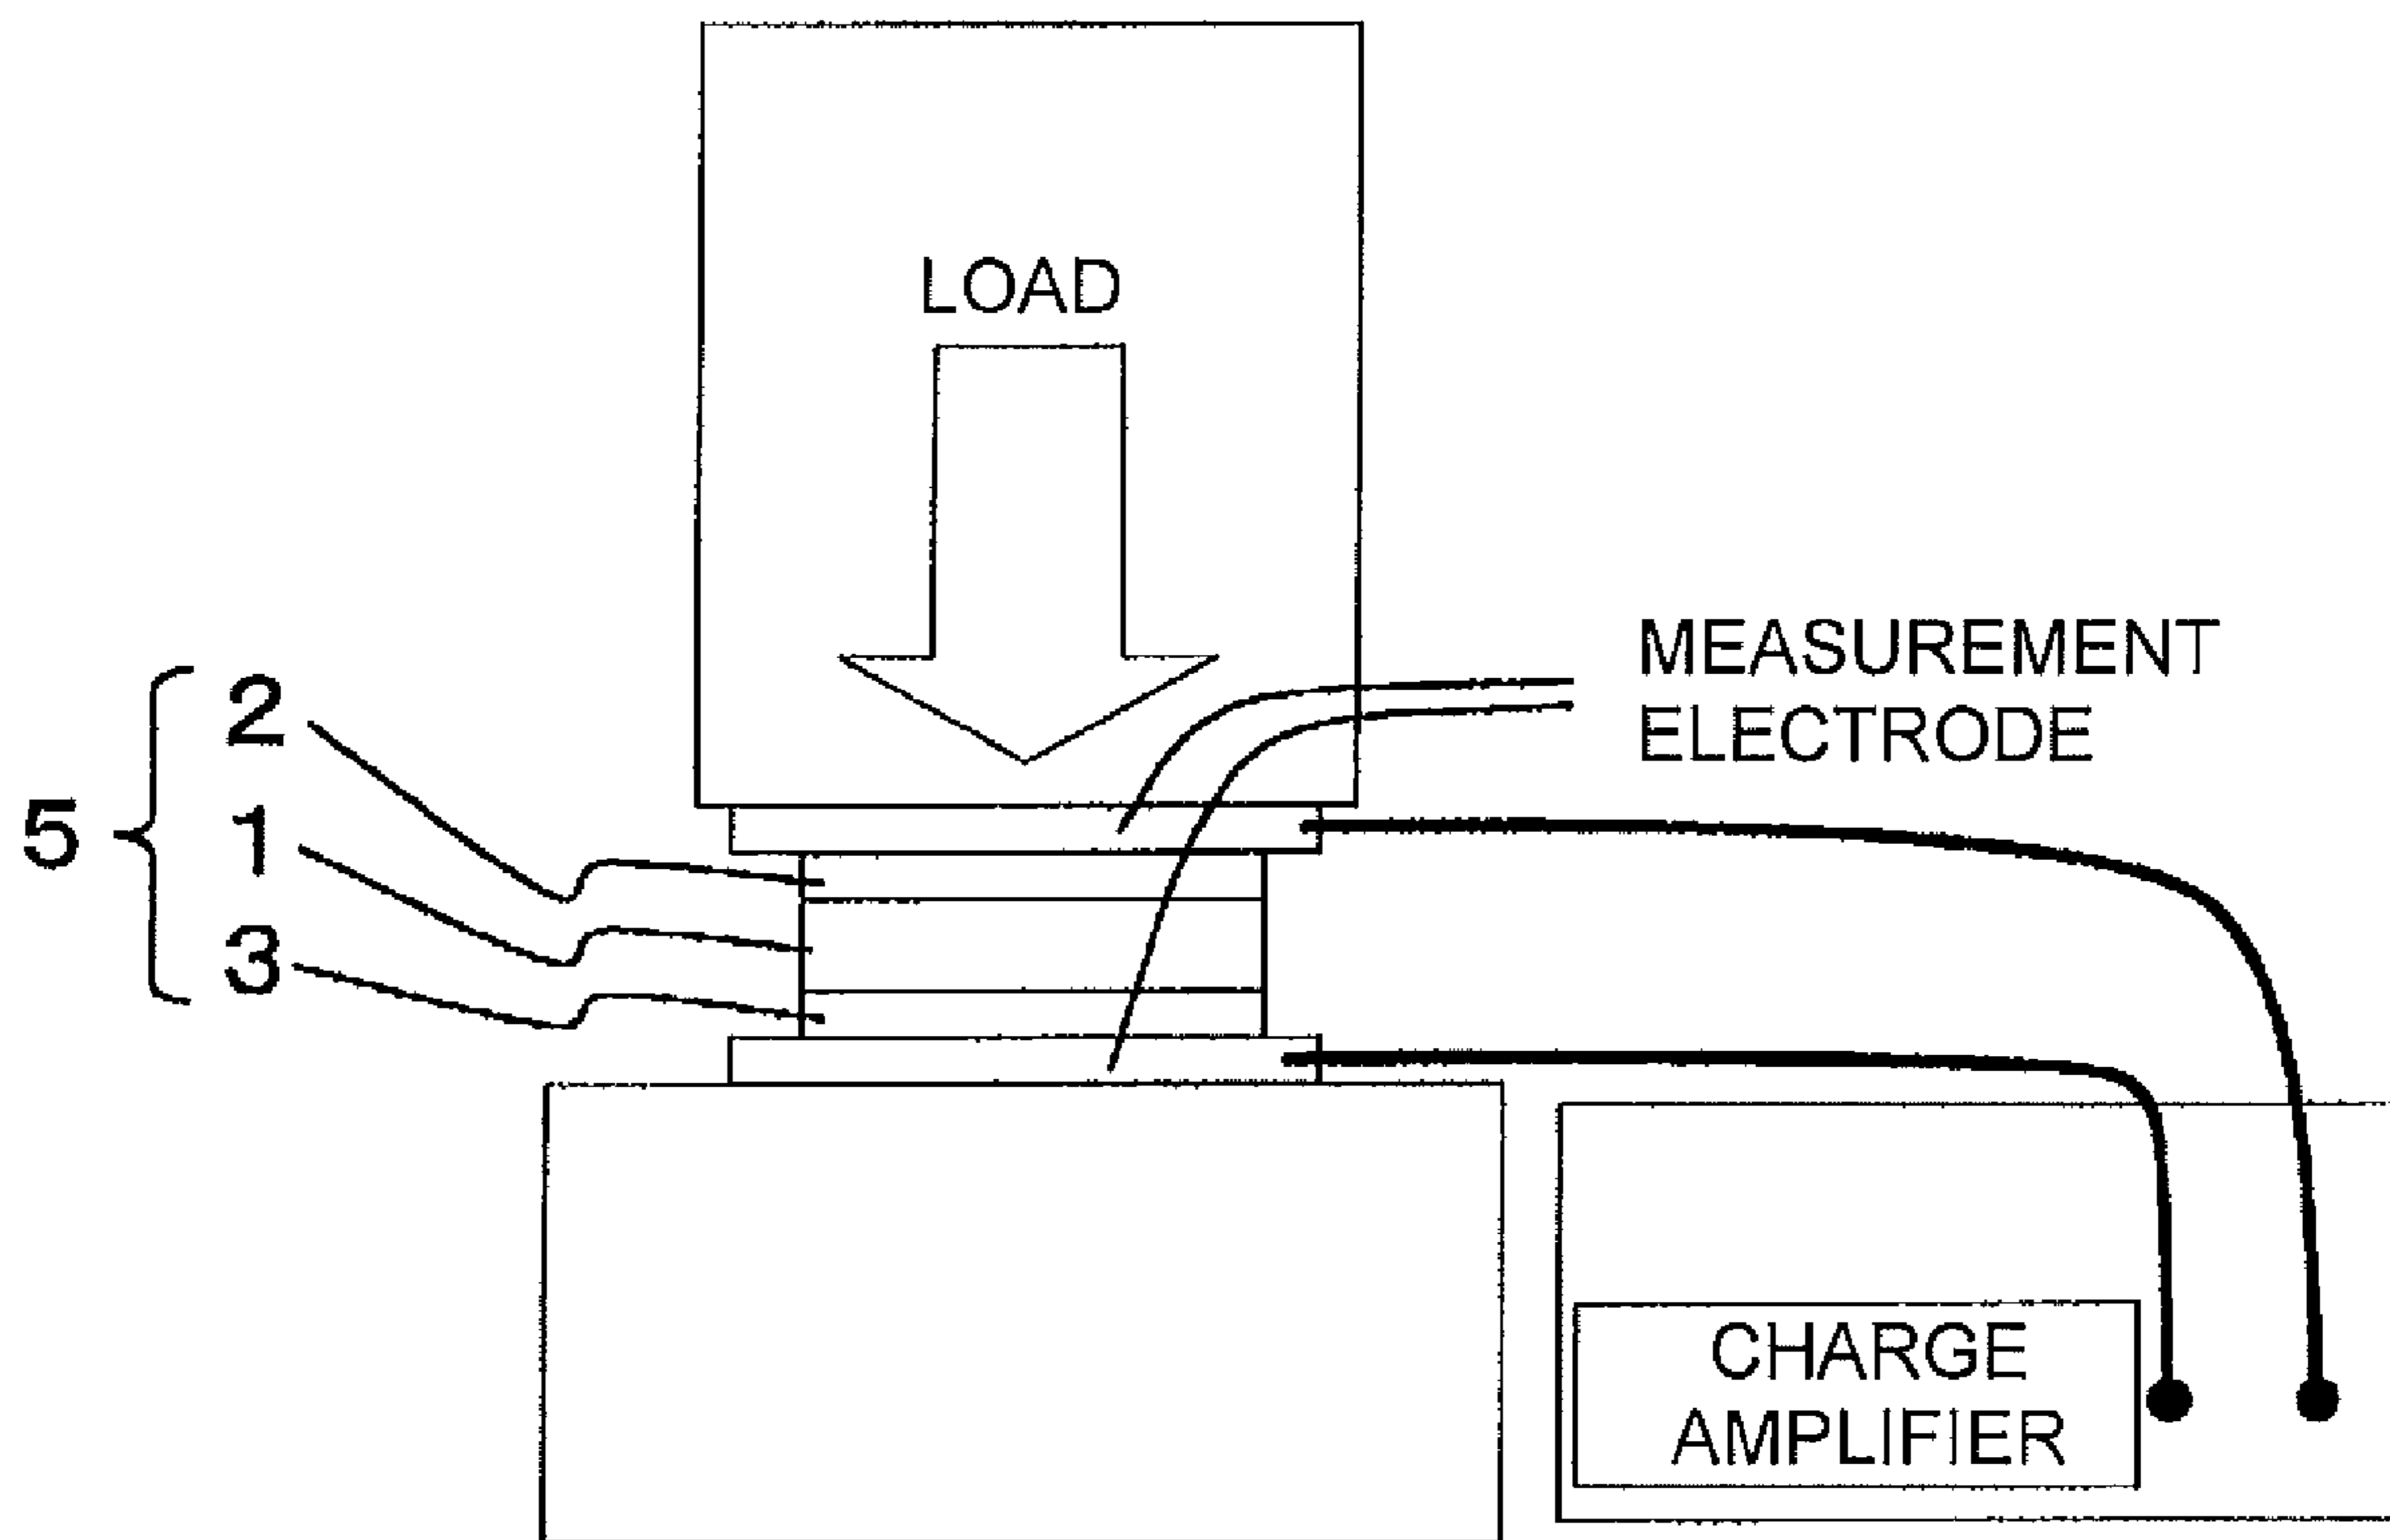 LOAD
MEASUREMENT
ELECTRODE
2
5
1
3
CHARGE
AMPLIFIER